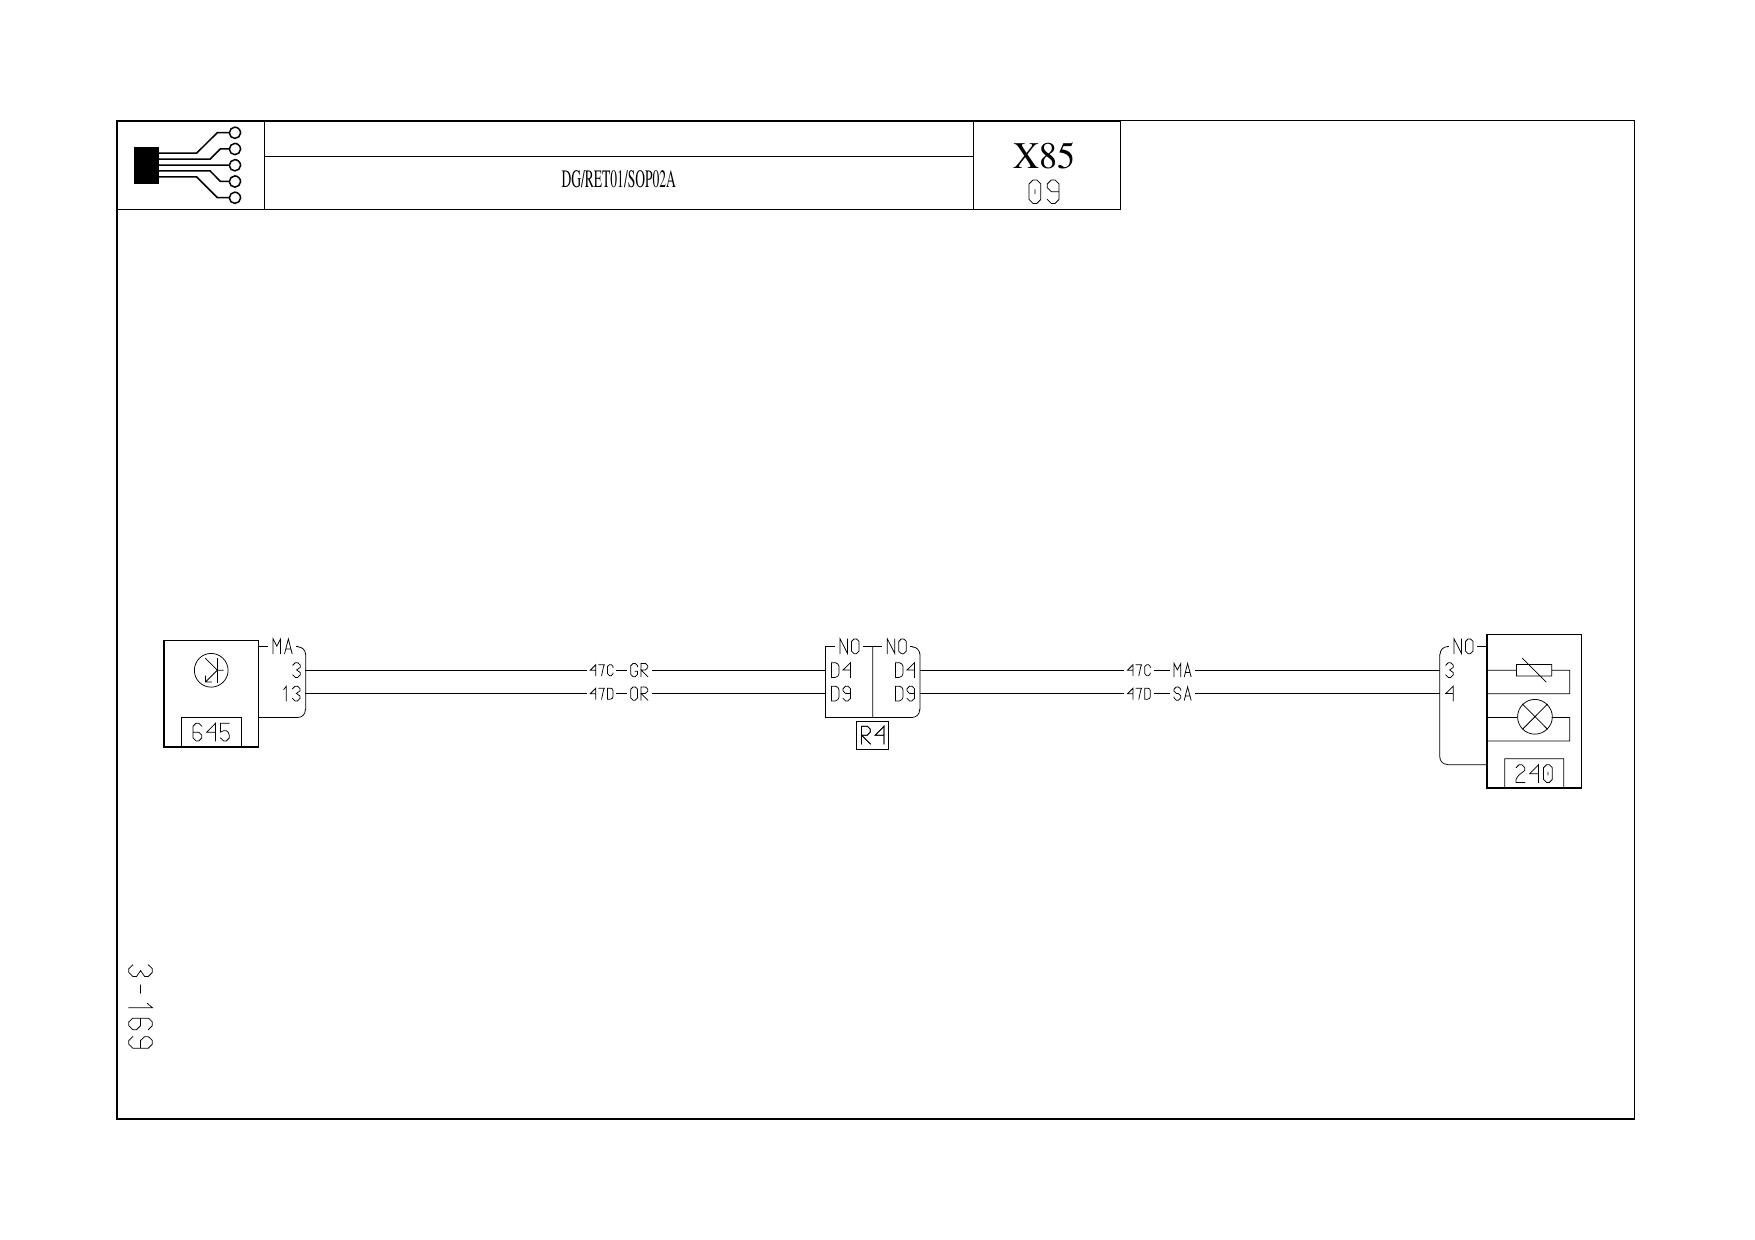 DG/RET01/SOP02A
X85
09
MA
3
13
645
47C GR
47D OR
NO NO
D4 D4
D9 D9
R4
47C MA
47D SA
NO
3
4
240
3-169